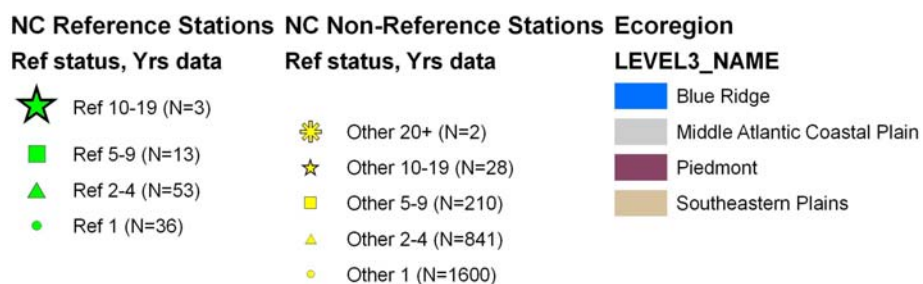 NC Reference Stations
Ref status, Yrs data
Ref 10-19 (N=3)
Ref 5-9 (N=13)
Ref 2-4 (N=53)
Ref 1 (N=36)
NC Non-Reference Stations
Ref status, Yrs data
Other 20+ (N=2)
Other 10-19 (N=28)
Other 5-9 (N=210)
Other 2-4 (N=841)
Other 1 (N=1600)
Ecoregion
LEVEL3_NAME
Blue Ridge
Middle Atlantic Coastal Plain
Piedmont
Southeastern Plains